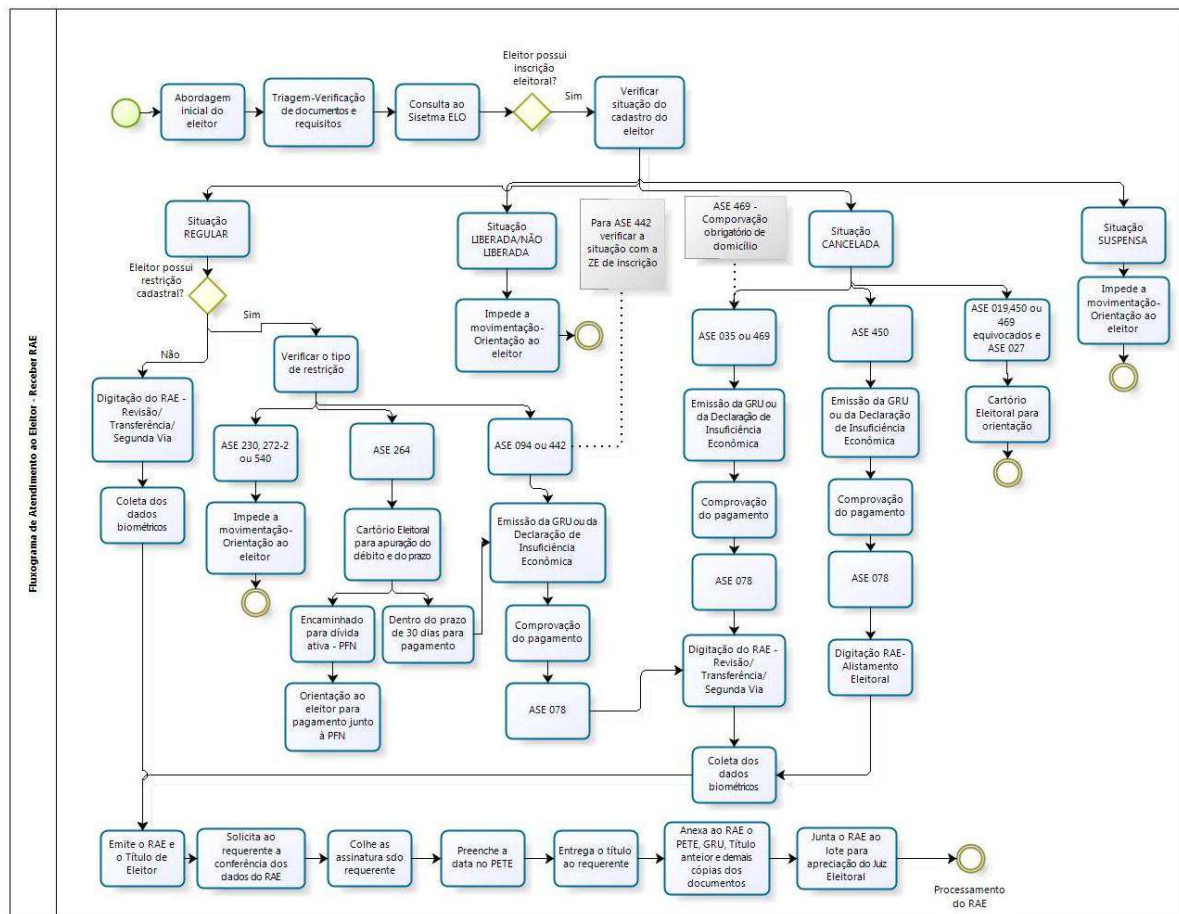 Fluxograma de Atendimento ao Eleitor - Receber RAE
Eleitor possui
inscrição
eleitoral?
Abordagem
inicial do
eleitor
Triagem-Verificação
de documentos e
requisitos
Consulta ao
Sisetma ELO
Sim
Verificar
situação do
cadastro do
eleitor
Situação
REGULAR
Situação
LIBERADA/NÃO
LIBERADA
Para ASE 442
verificar a
situação com a
ZE de inscrição
ASE 469 -
Comporvação
obrigatório de
domicílio
Situação
CANCELADA
Situação
SUSPENSA
Eleitor possui
restrição
cadastral?
Sim
Não
Verificar o tipo
de restrição
Impede a
movimentação-
Orientação ao
eleitor
ASE 035 ou 469
ASE 450
ASE 019,450 ou
469
equivocados e
ASE 027
Impede a
movimentação-
Orientação ao
eleitor
Digitação do RAE -
Revisão/
Transferência/
Segunda Via
ASE 230, 272-2
ou 540
ASE 264
ASE 094 ou 442
Emissão da GRU ou
da Declaração de
Insuficiência
Econômica
Emissão da GRU
ou da Declaração
de Insuficiência
Econômica
Cartório
Eleitoral para
orientação
Coleta dos
dados
biométricos
Impede a
movimentação-
Orientação ao
eleitor
Cartório Eleitoral
para apuração do
débito e do prazo
Emissão da GRU ou da
Declaração de
Insuficiência
Econômica
Comprovação
do pagamento
Comprovação
do pagamento
ASE 078
ASE 078
Encaminhado
para dívida
ativa - PFN
Dentro do prazo
de 30 dias para
pagamento
Comprovação
do pagamento
Digitação do RAE -
Revisão/
Transferência/
Segunda Via
Digitação RAE-
Alistamento
Eleitoral
Orientação ao
eleitor para
pagamento junto
à PFN
ASE 078
Coleta dos
dados
biométricos
Emite o RAE e
o Título de
Eleitor
Solicita ao
requerente a
conferência dos
dados do RAE
Colhe as
assinatura sdo
requerente
Preenche a
data no PETE
Entrega o título
ao requerente
Anexa ao RAE o
PETE, GRU, Título
anteior e demais
cópias dos
documentos
Junta o RAE ao
lote para
apreciação do Juiz
Eleitoral
Processamento
do RAE